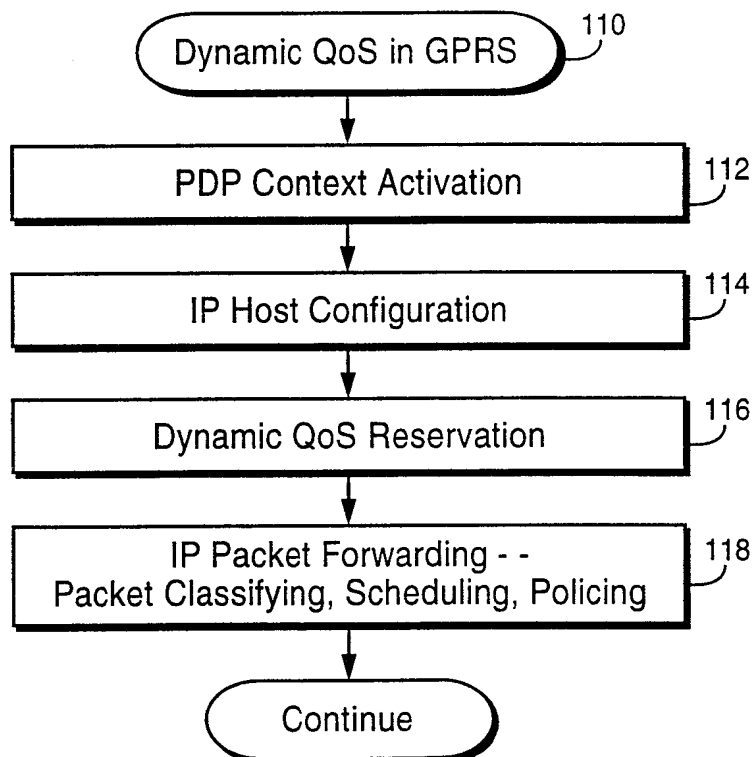 Dynamic QoS in GPRS
110
PDP Context Activation
112
IP Host Configuration
114
Dynamic QoS Reservation
116
IP Packet Forwarding - -
Packet Classifying, Scheduling, Policing
118
Continue